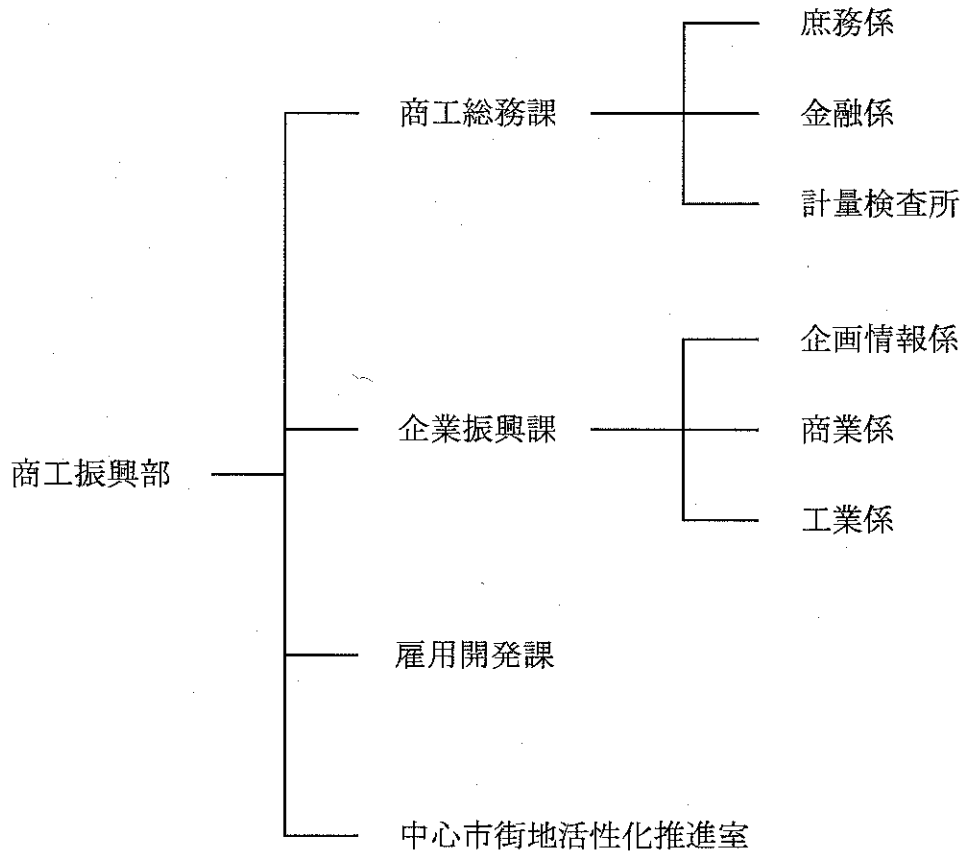 商工振興部
商工総務課
庶務係
金融係
計量検査所
企業振興課
企画情報係
商業係
工業係
雇用開発課
中心市街地活性化推進室